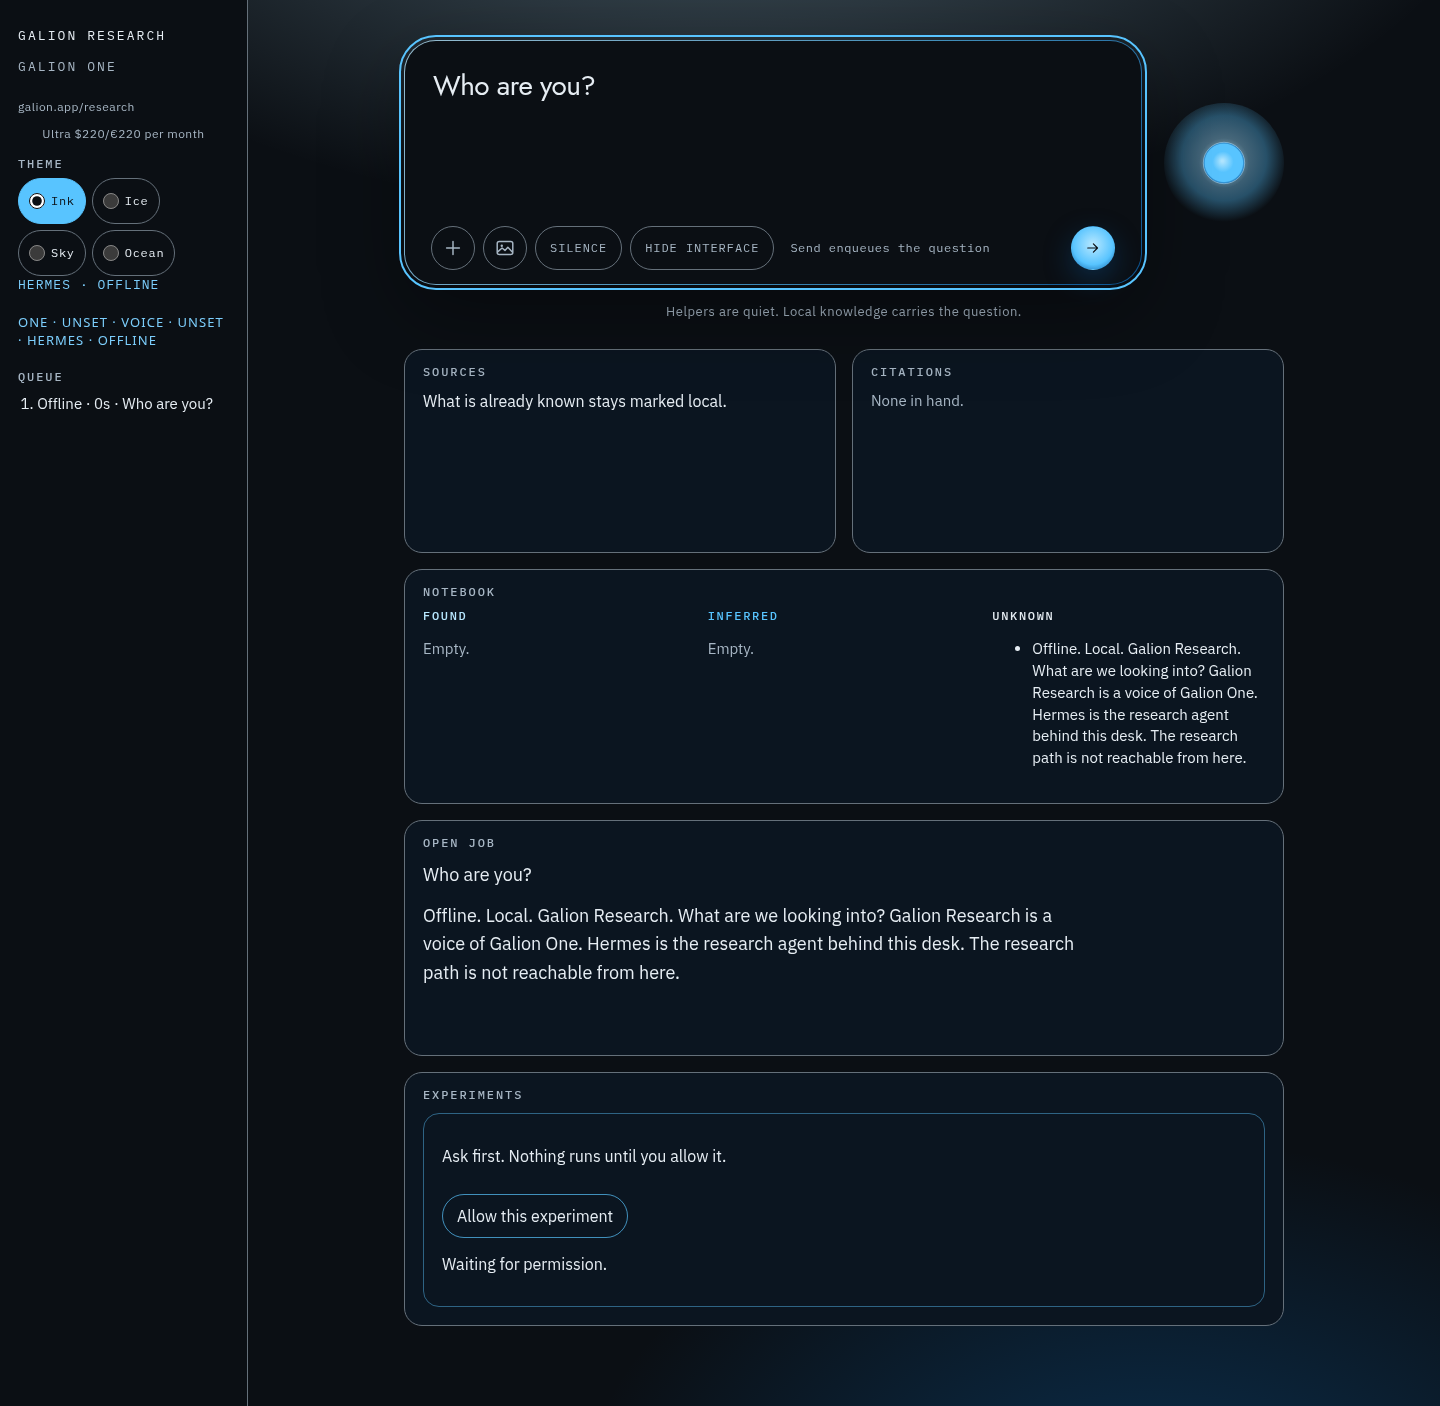 GALION RESEARCH
GALION ONE
galion.app/research
Ultra $220/€220 per month
THEME
Ink
Ice
Sky
Ocean
HERMES · OFFLINE
ONE · UNSET · VOICE · UNSET
· HERMES · OFFLINE
QUEUE
1. Offline · 0s · Who are you?
Who are you?
SILENCE
HIDE INTERFACE
Send enqueues the question
Helpers are quiet. Local knowledge carries the question.
SOURCES
What is already known stays marked local.
CITATIONS
None in hand.
NOTEBOOK
FOUND
Empty.
INFERRED
Empty.
UNKNOWN
• Offline. Local. Galion Research.
What are we looking into? Galion
Research is a voice of Galion One.
Hermes is the research agent
behind this desk. The research
path is not reachable from here.
OPEN JOB
Who are you?
Offline. Local. Galion Research. What are we looking into? Galion Research is a
voice of Galion One. Hermes is the research agent behind this desk. The research
path is not reachable from here.
EXPERIMENTS
Ask first. Nothing runs until you allow it.
Allow this experiment
Waiting for permission.